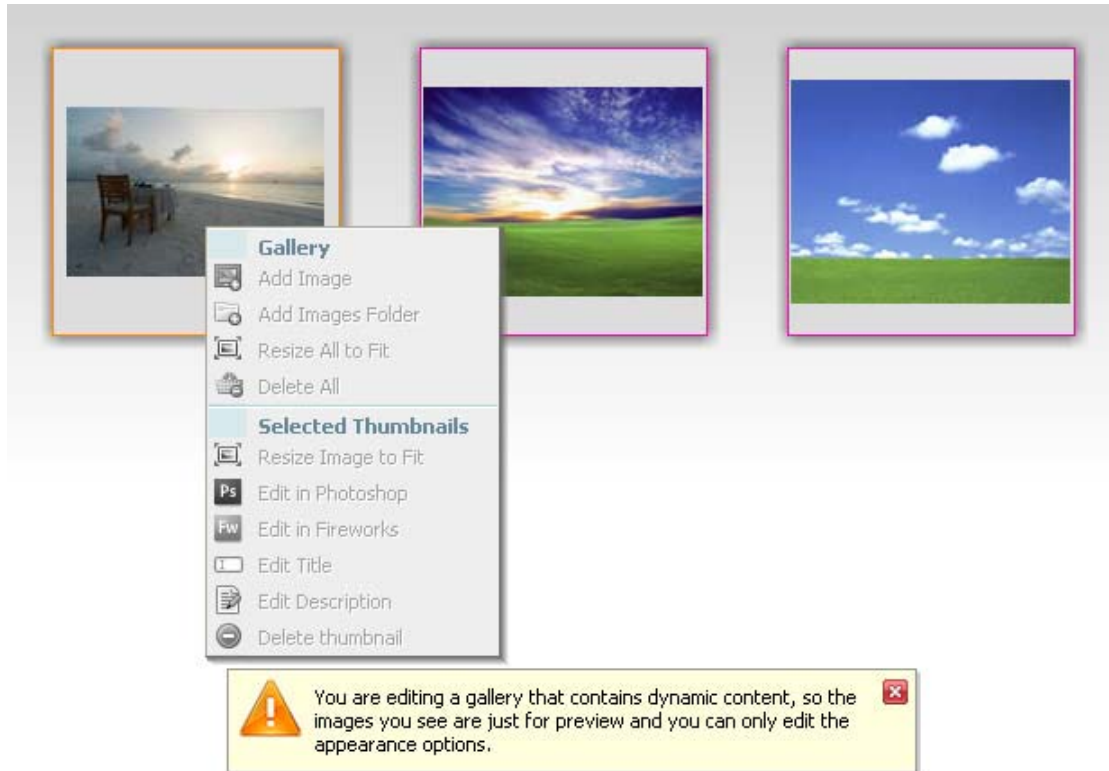 Gallery
Add Image
Add Images Folder
Resize All to Fit
Delete All
Selected Thumbnails
Resize Image to Fit
Ps Edit in Photoshop
Fw Edit in Fireworks
Edit Title
Edit Description
Delete thumbnail
You are editing a gallery that contains dynamic content, so the
images you see are just for preview and you can only edit the
appearance options.